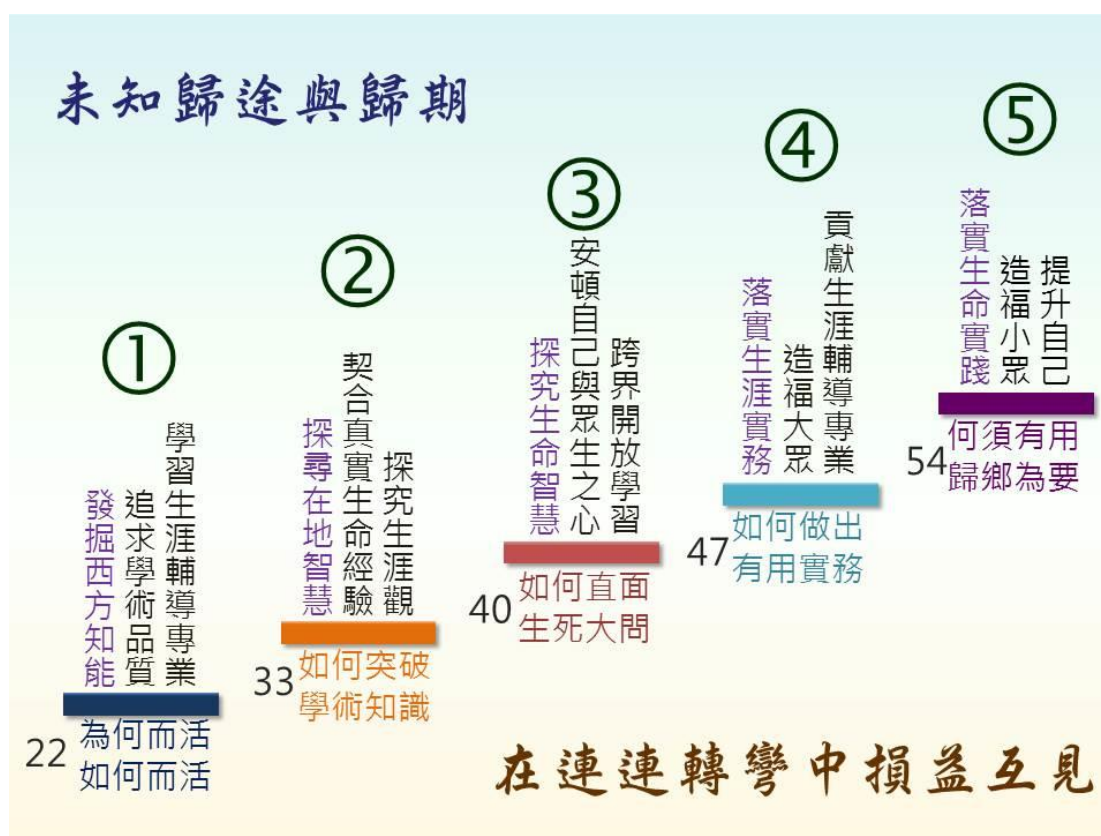 未知歸途與歸期
①
學習生涯輔導專業
追求學術品質
發掘西方知能
22
為何而活
如何而活
②
探究生涯觀
契合真實生命經驗
探尋在地智慧
33
如何突破
學術知識
③
跨界開放學習
安頓自己與眾生之心
探究生命智慧
40
如何直面
生死大問
④
貢獻生涯輔導專業
造福大眾
落實生涯實務
47
如何做出
有用實務
⑤
提升自己
造福小眾
落實生命實踐
54
何須有用
歸鄉為要
在連連轉彎中損益互見